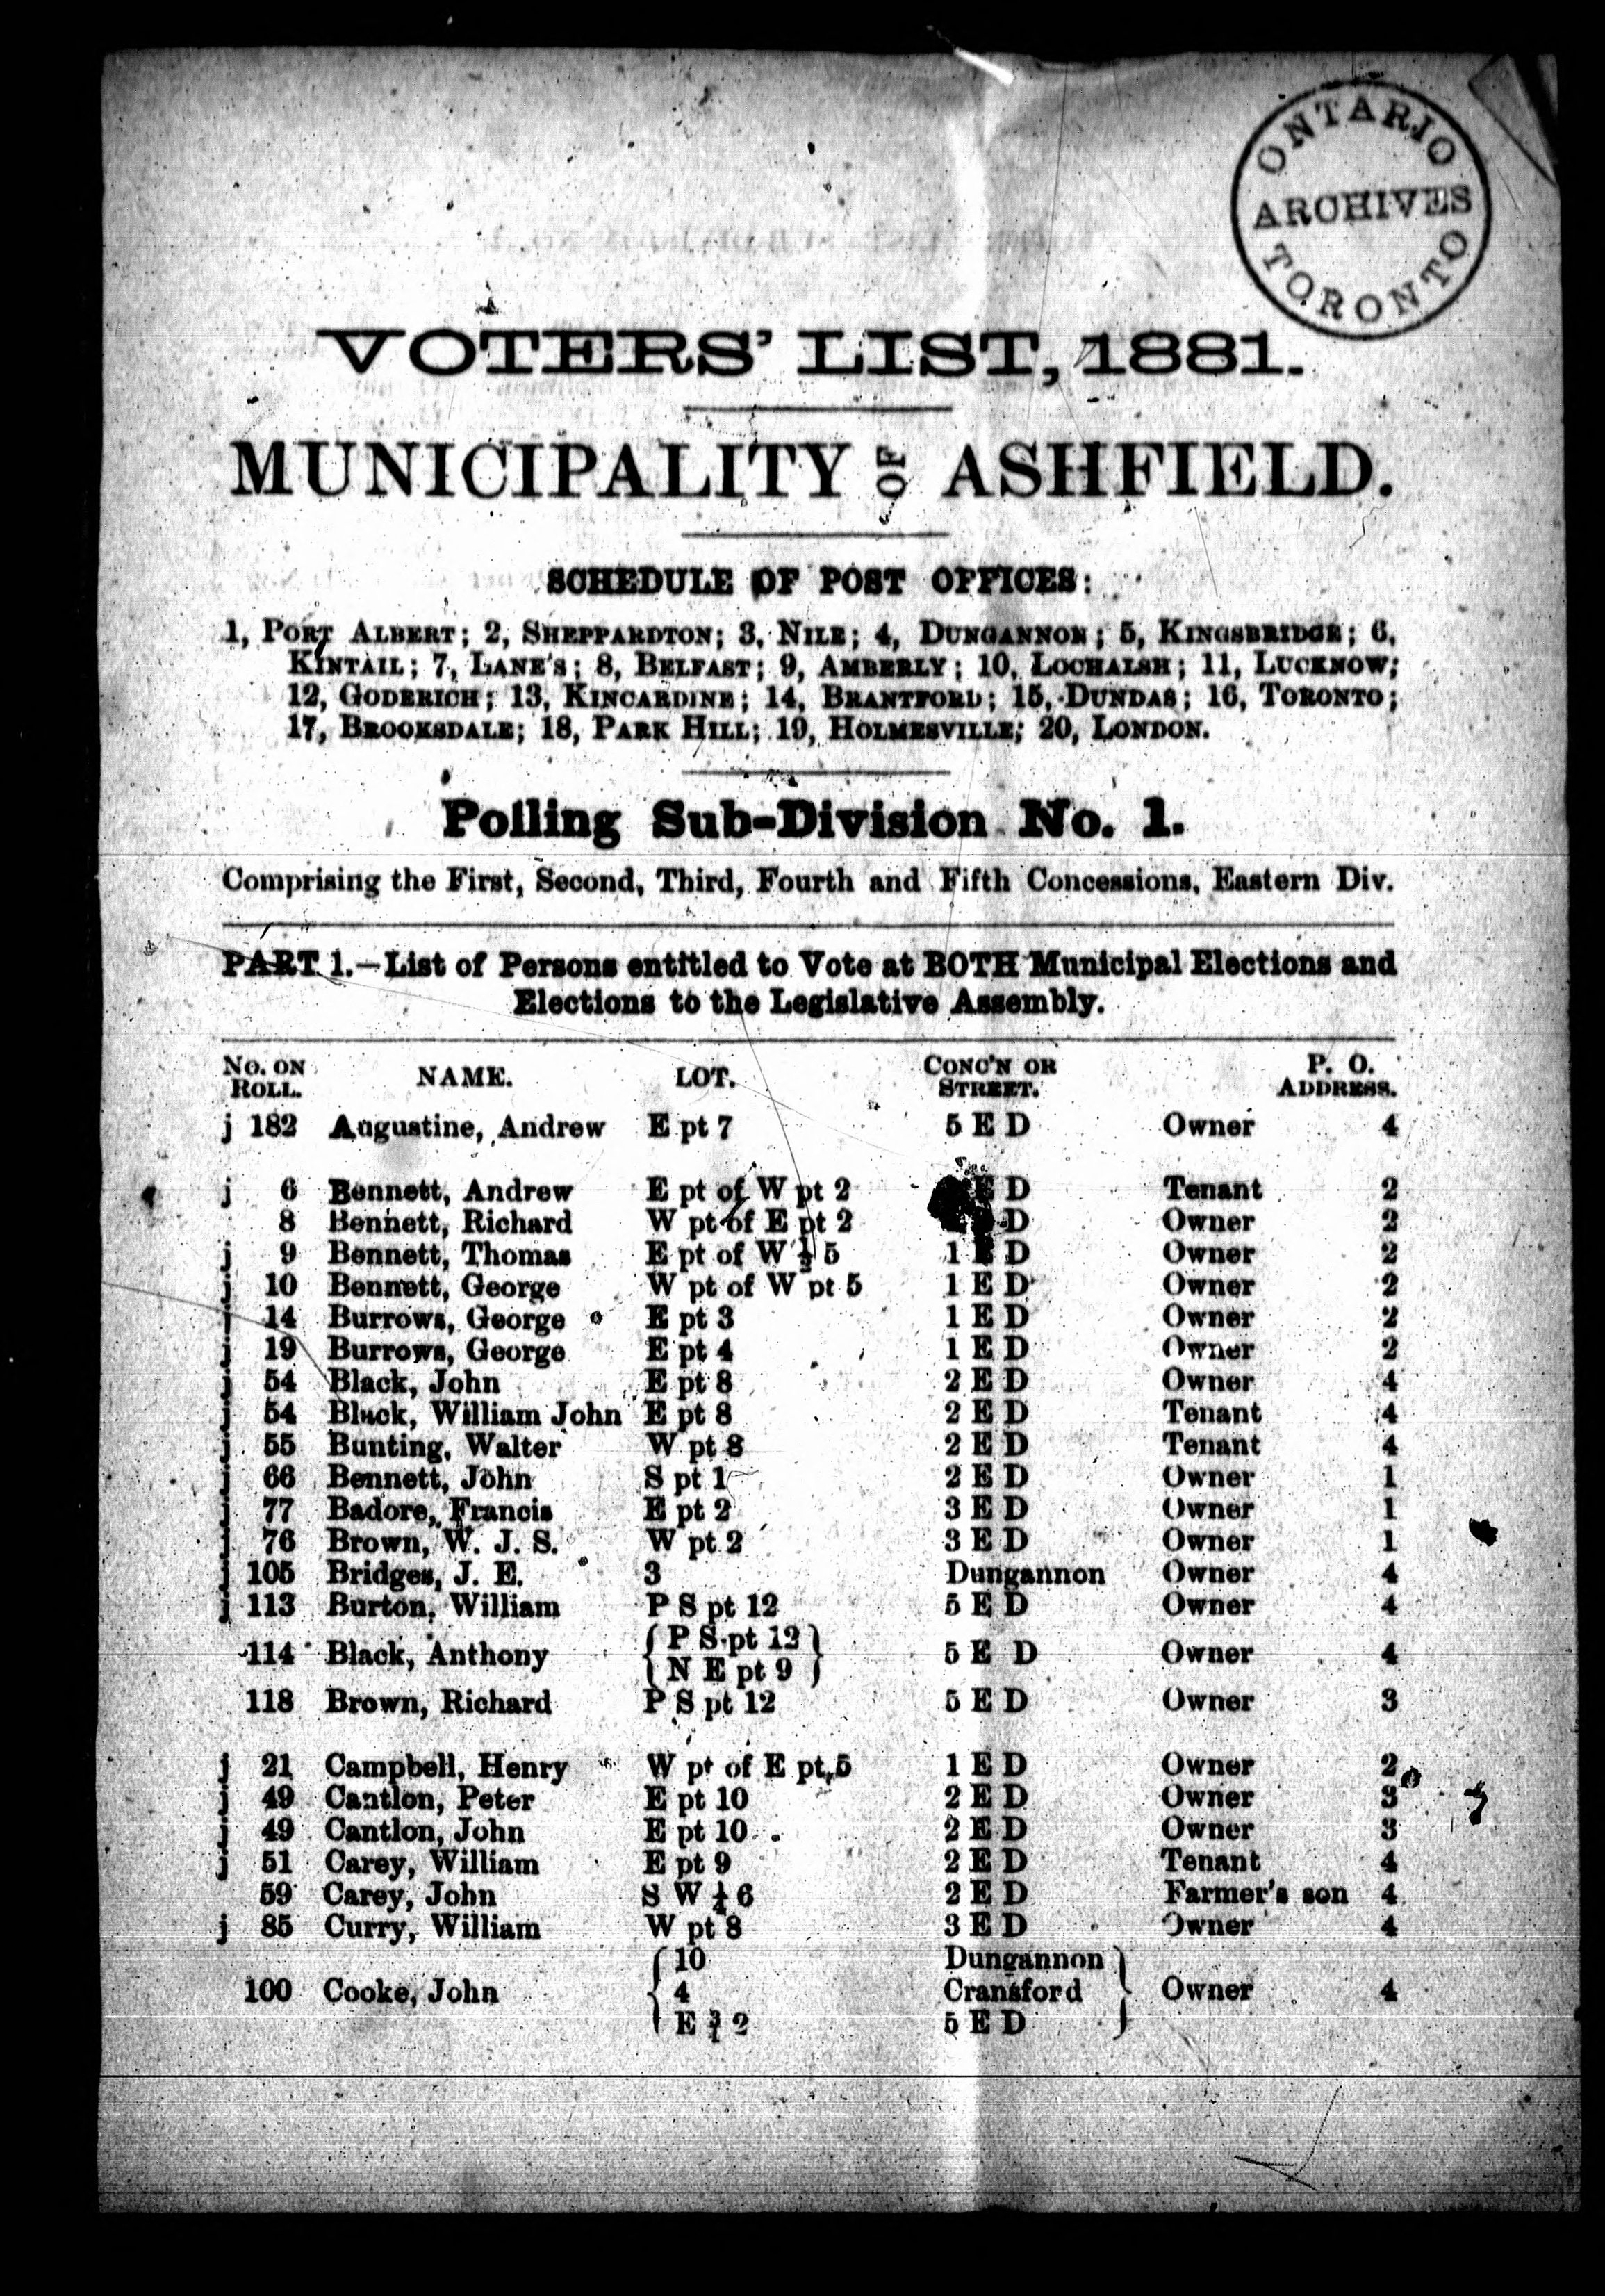 ONTARIO
ARCHIVES
TORONTO
VOTERS' LIST, 1881.
MUNICIPALITY OF ASHFIELD.
SCHEDULE OF POST OFFICES:
1, PORT ALBERT; 2, SHEPPARDTON; 3, NILE; 4, DUNGANNON; 5, KINGSBRIDGE; 6,
KINTAIL; 7, LANE'S; 8, BELFAST; 9, AMBERLY; 10, LOCHALSH; 11, LUCKNOW;
12, GODERICH; 13, KINCARDINE; 14, BRANTFORD; 15, DUNDAS; 16, TORONTO;
17, BROOKSDALE; 18, PARK HILL; 19, HOLMESVILLE; 20, LONDON.
Polling Sub-Division No. 1.
Comprising the First, Second, Third, Fourth and Fifth Concessions, Eastern Div.
PART 1.—List of Persons entitled to Vote at BOTH Municipal Elections and
Elections to the Legislative Assembly.
NO. ON ROLL. NAME. LOT. CONC'N OR STREET. P. O. ADDRESS.
j 182 Augustine, Andrew E pt 7 5 E D Owner 4
j 6 Bennett, Andrew E pt of W pt 2 E D Tenant 2
8 Bennett, Richard W pt of E pt 2 D Owner 2
j 9 Bennett, Thomas E pt of W ½ 5 1 E D Owner 2
j 10 Bennett, George W pt of W pt 5 1 E D Owner 2
j 14 Burrows, George E pt 3 1 E D Owner 2
j 19 Burrows, George E pt 4 1 E D Owner 2
j 54 Black, John E pt 8 2 E D Owner 4
j 54 Black, William John E pt 8 2 E D Tenant 4
j 55 Bunting, Walter W pt 8 2 E D Tenant 4
j 66 Bennett, John S pt 1 2 E D Owner 1
j 77 Badore, Francis E pt 2 3 E D Owner 1
j 76 Brown, W. J. S. W pt 2 3 E D Owner 1
j 105 Bridges, J. E. 3 Dungannon Owner 4
j 113 Burton, William P S pt 12 5 E D Owner 4
114 Black, Anthony { P S pt 12 } 5 E D Owner 4
{ N E pt 9 }
118 Brown, Richard P S pt 12 5 E D Owner 3
j 21 Campbell, Henry W pt of E pt 5 1 E D Owner 2
j 49 Cantlon, Peter E pt 10 2 E D Owner 3
j 49 Cantlon, John E pt 10 2 E D Owner 3
j 51 Carey, William E pt 9 2 E D Tenant 4
59 Carey, John S W ¼ 6 2 E D Farmer's son 4
j 85 Curry, William W pt 8 3 E D Owner 4
{ 10 Dungannon }
100 Cooke, John { 4 Cransford } Owner 4
{ E ¾ 2 5 E D }